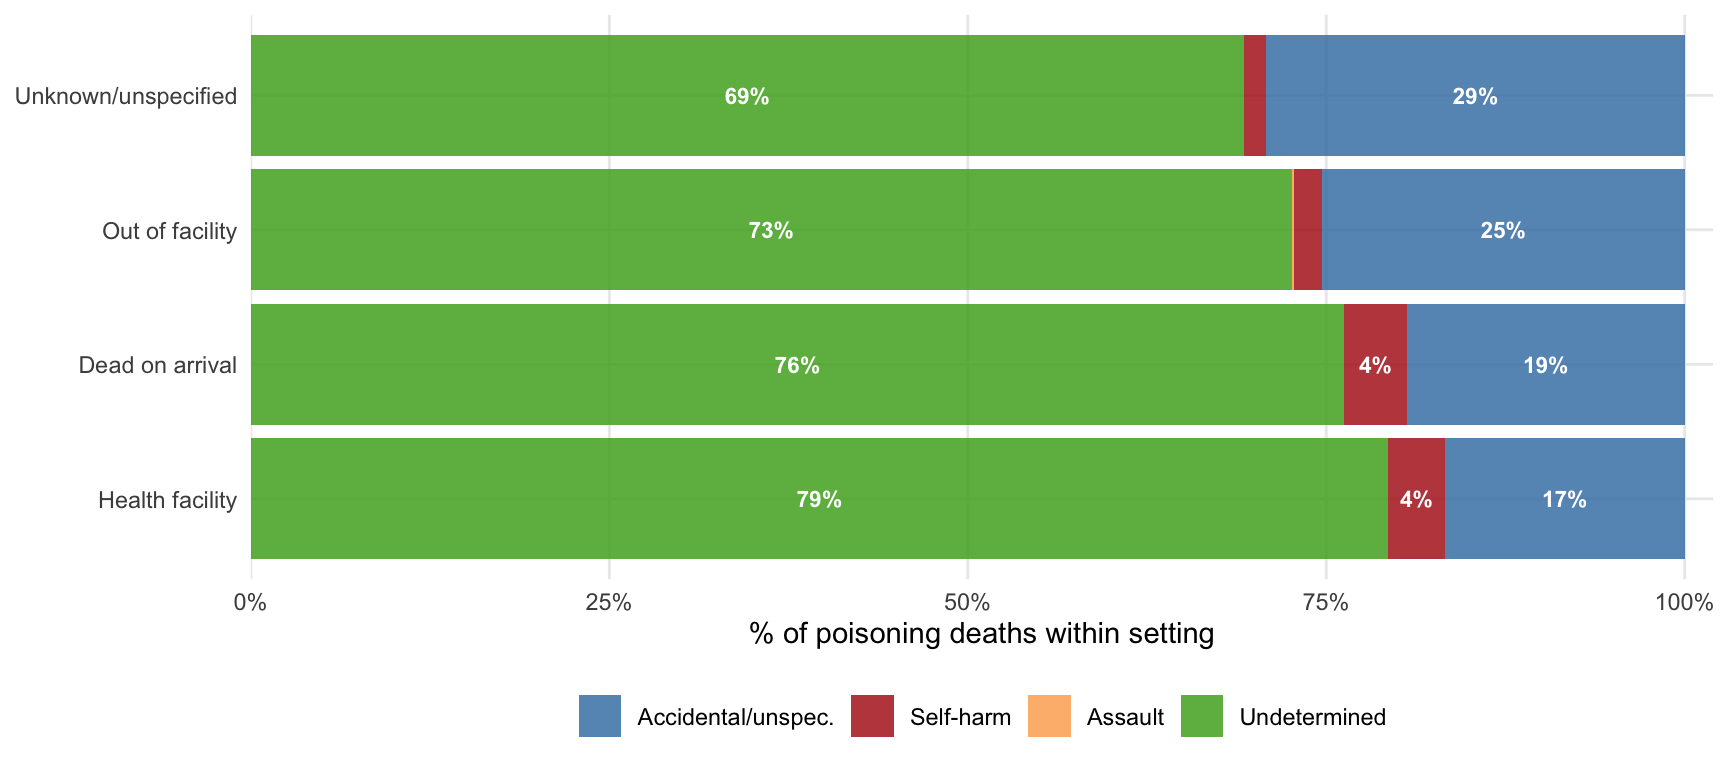 Unknown/unspecified 69% 29%
Out of facility 73% 25%
Dead on arrival 76% 4% 19%
Health facility 79% 4% 17%
0% 25% 50% 75% 100%
% of poisoning deaths within setting
Accidental/unspec. Self-harm Assault Undetermined